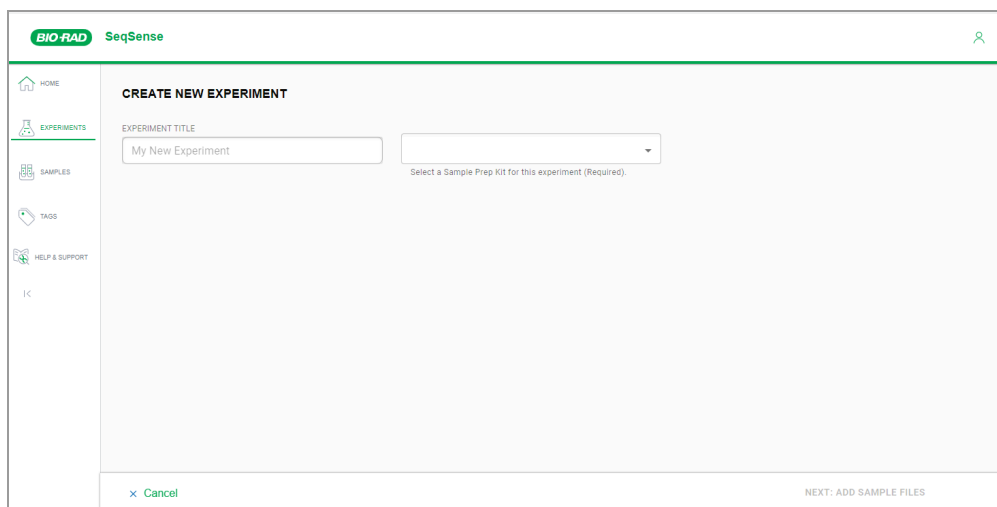 BIO-RAD SeqSense
HOME
CREATE NEW EXPERIMENT
EXPERIMENTS
EXPERIMENT TITLE
My New Experiment
Select a Sample Prep Kit for this experiment (Required).
SAMPLES
TAGS
HELP & SUPPORT
× Cancel
NEXT: ADD SAMPLE FILES